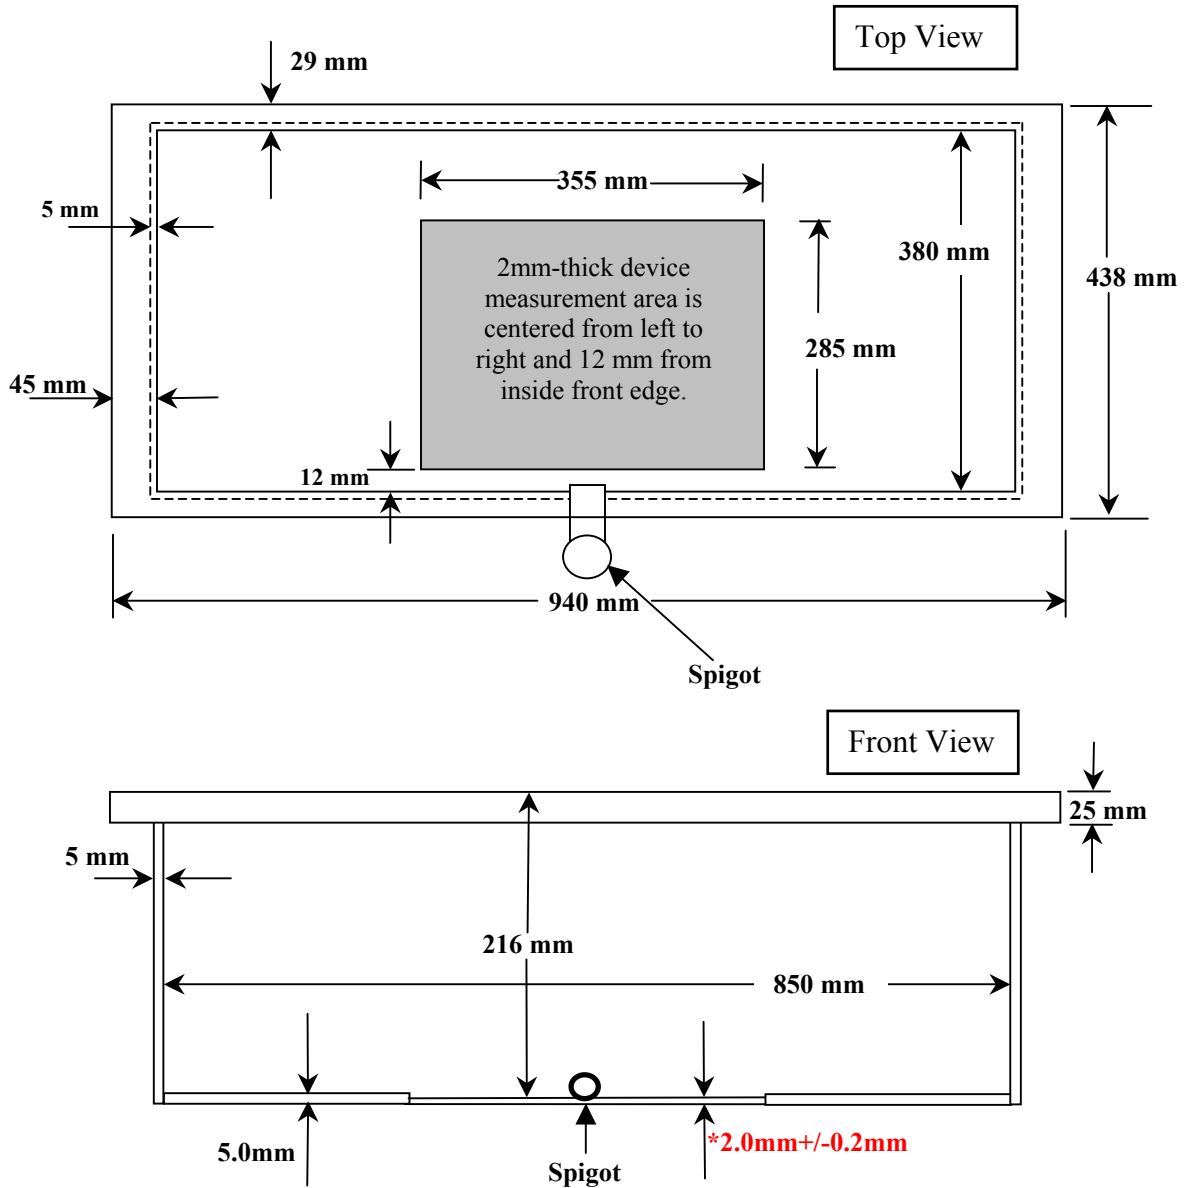 Top View
29 mm
355 mm
5 mm
380 mm
438 mm
2mm-thick device
measurement area is
centered from left to
right and 12 mm from
inside front edge.
285 mm
45 mm
12 mm
940 mm
Spigot
Front View
25 mm
5 mm
216 mm
850 mm
5.0mm
*2.0mm+/-0.2mm
Spigot